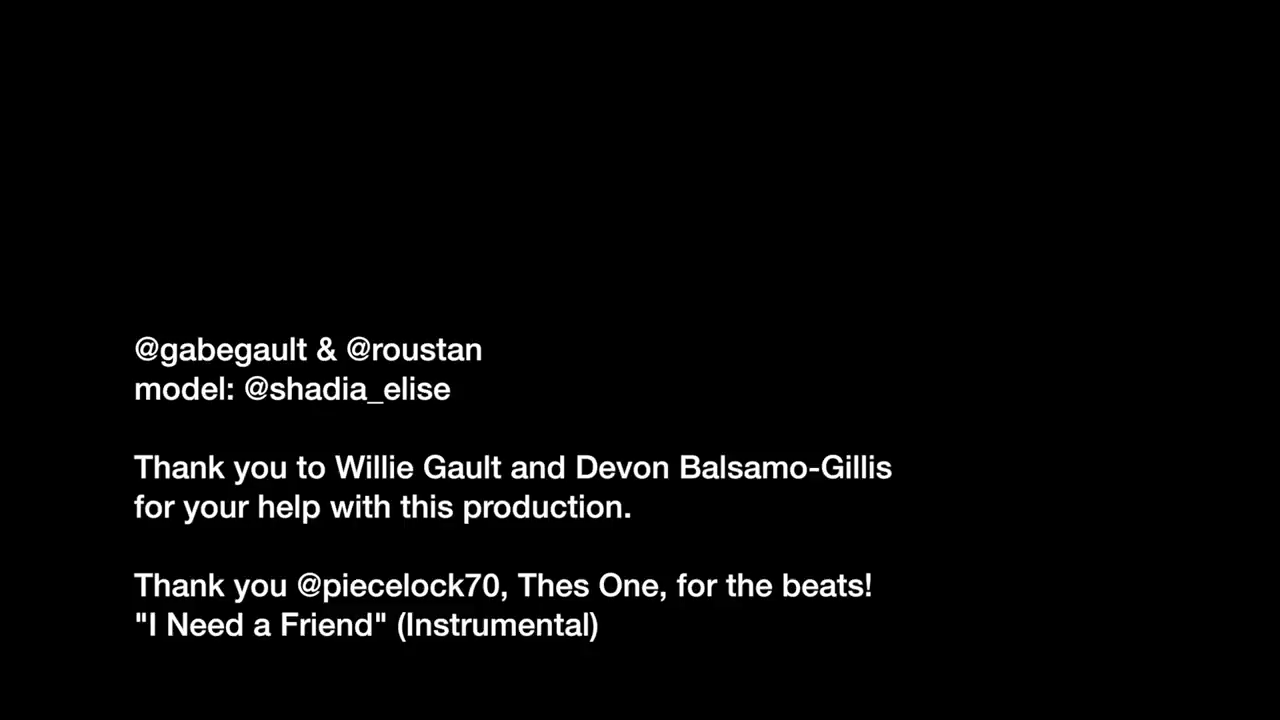 @gabegault & @roustan
model: @shadia_elise
Thank you to Willie Gault and Devon Balsamo-Gillis
for your help with this production.
Thank you @piecelock70, Thes One, for the beats!
"I Need a Friend" (Instrumental)